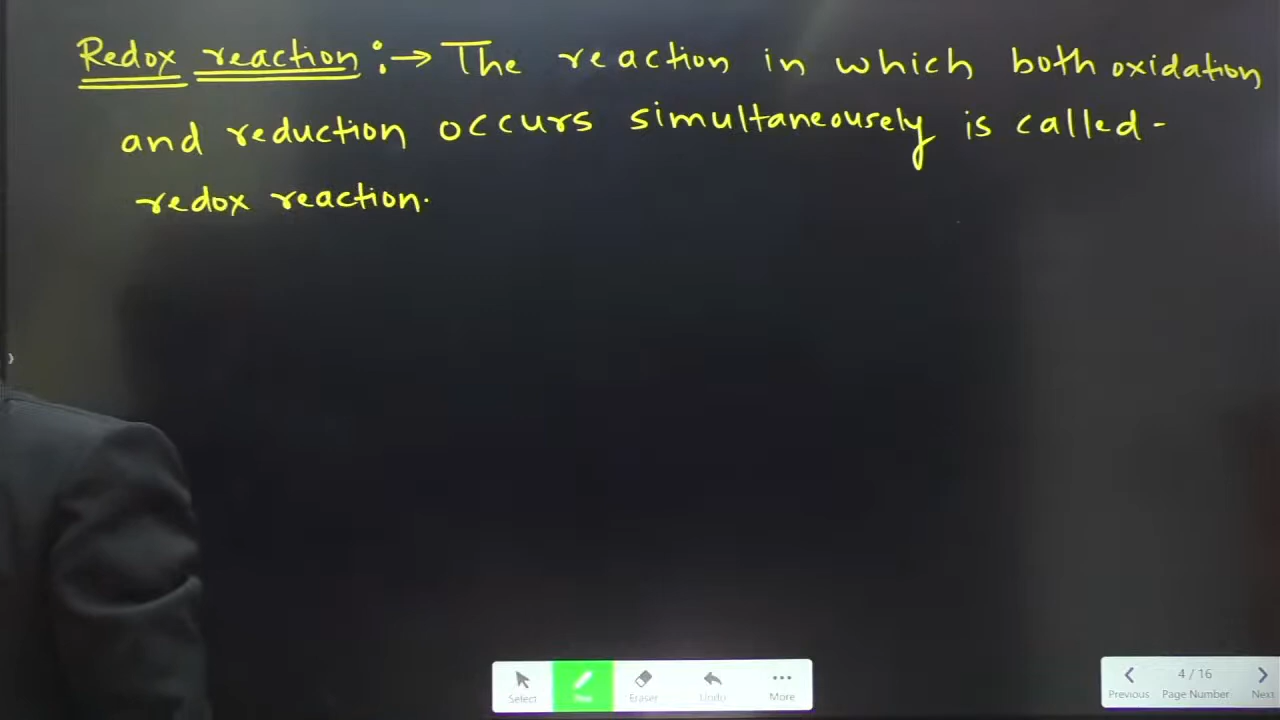 Redox reaction :→ The reaction in which both oxidation
and reduction occurs simultaneousely is called -
redox reaction.
Select Pen Eraser Undo More
Previous 4 / 16 Page Number Next